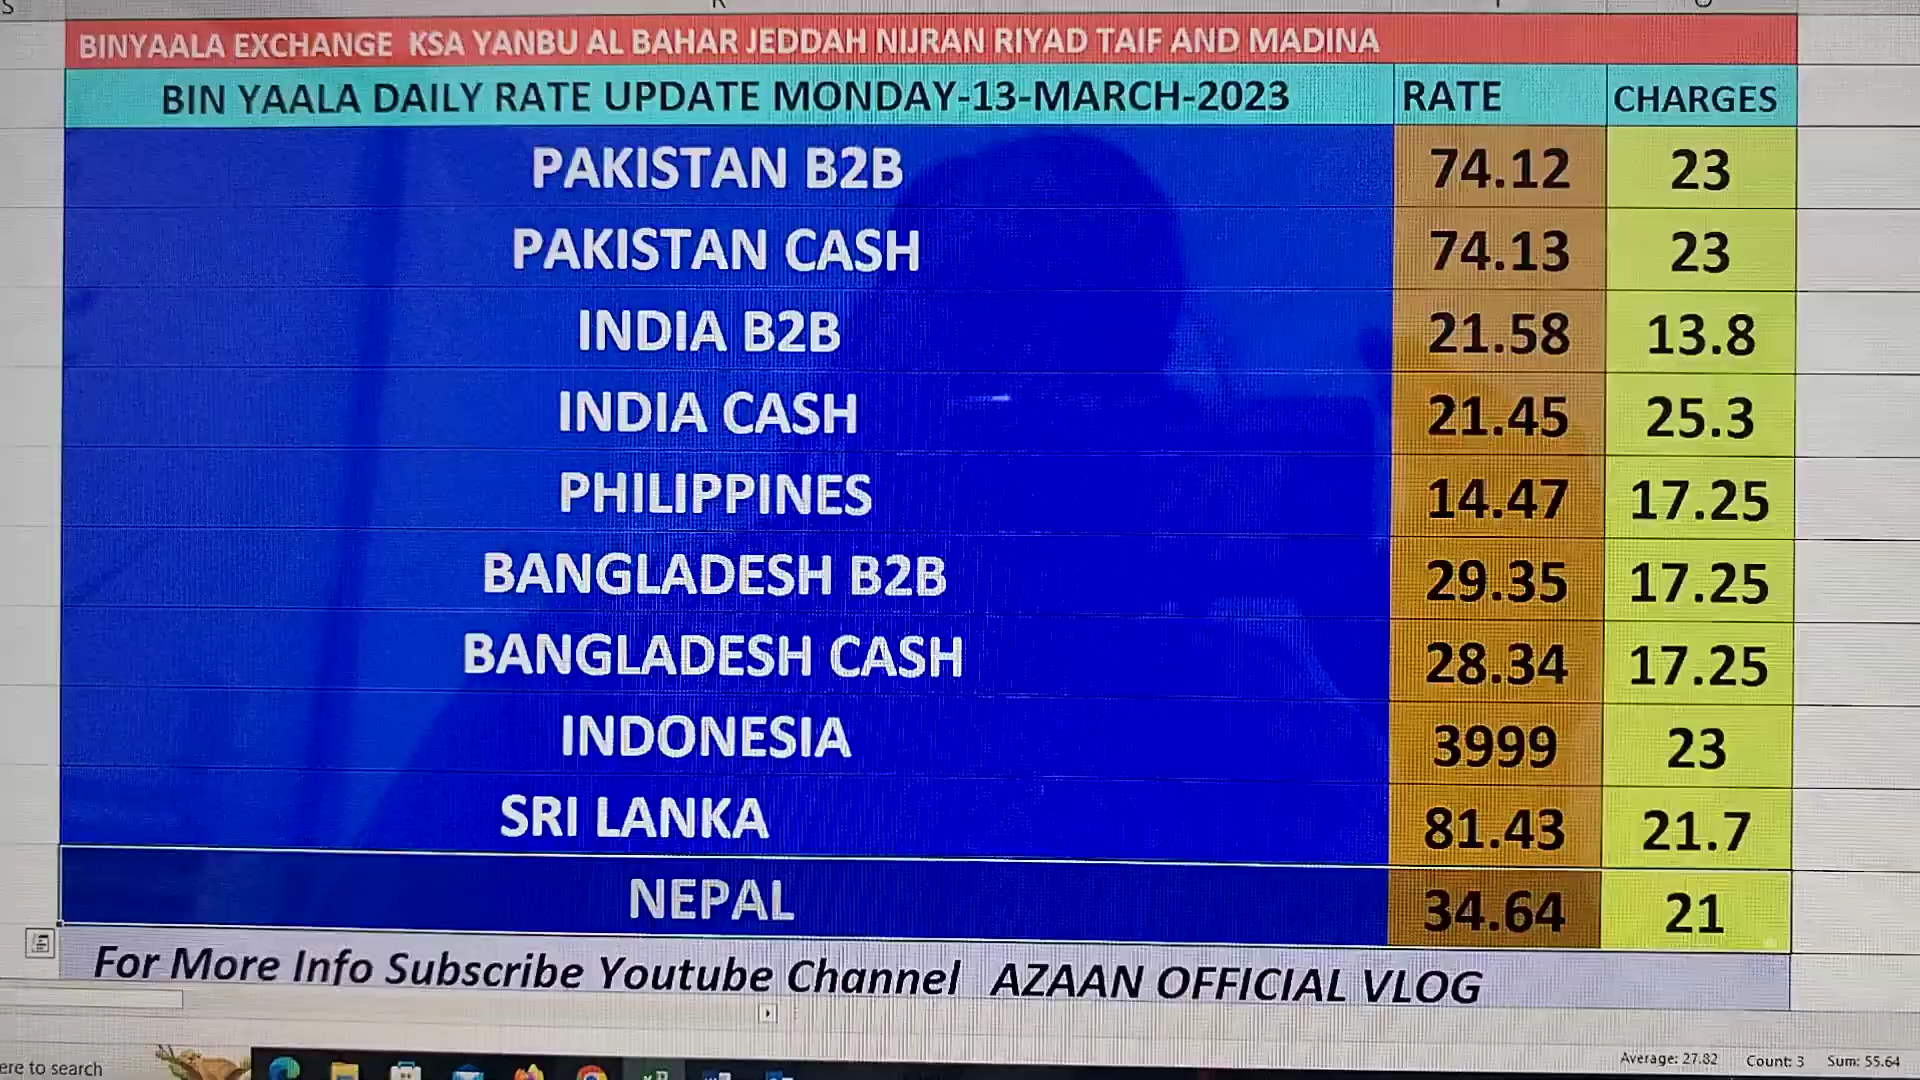 BINYAALA EXCHANGE KSA YANBU AL BAHAR JEDDAH NIJRAN RIYAD TAIF AND MADINA
BIN YAALA DAILY RATE UPDATE MONDAY-13-MARCH-2023 RATE CHARGES
PAKISTAN B2B 74.12 23
PAKISTAN CASH 74.13 23
INDIA B2B 21.58 13.8
INDIA CASH 21.45 25.3
PHILIPPINES 14.47 17.25
BANGLADESH B2B 29.35 17.25
BANGLADESH CASH 28.34 17.25
INDONESIA 3999 23
SRI LANKA 81.43 21.7
NEPAL 34.64 21
For More Info Subscribe Youtube Channel AZAAN OFFICIAL VLOG
Average: 27.82 Count: 3 Sum: 55.64
ere to search